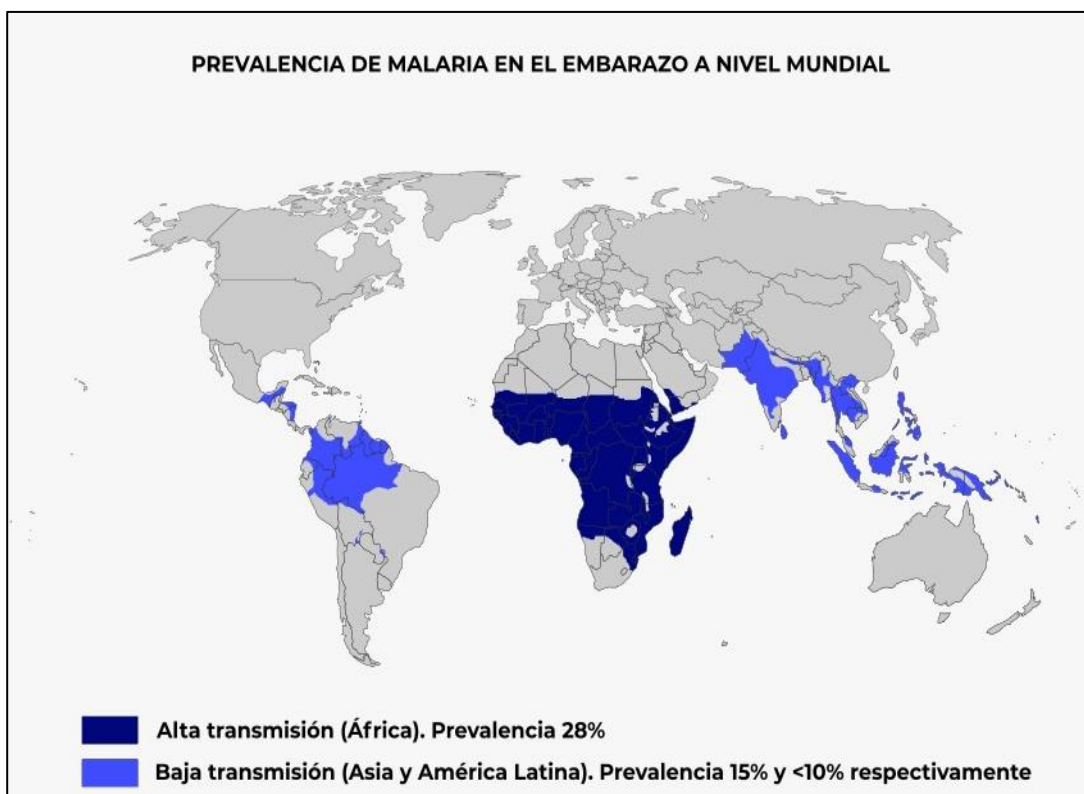 PREVALENCIA DE MALARIA EN EL EMBARAZO A NIVEL MUNDIAL
Alta transmisión (África). Prevalencia 28%
Baja transmisión (Asia y América Latina). Prevalencia 15% y <10% respectivamente